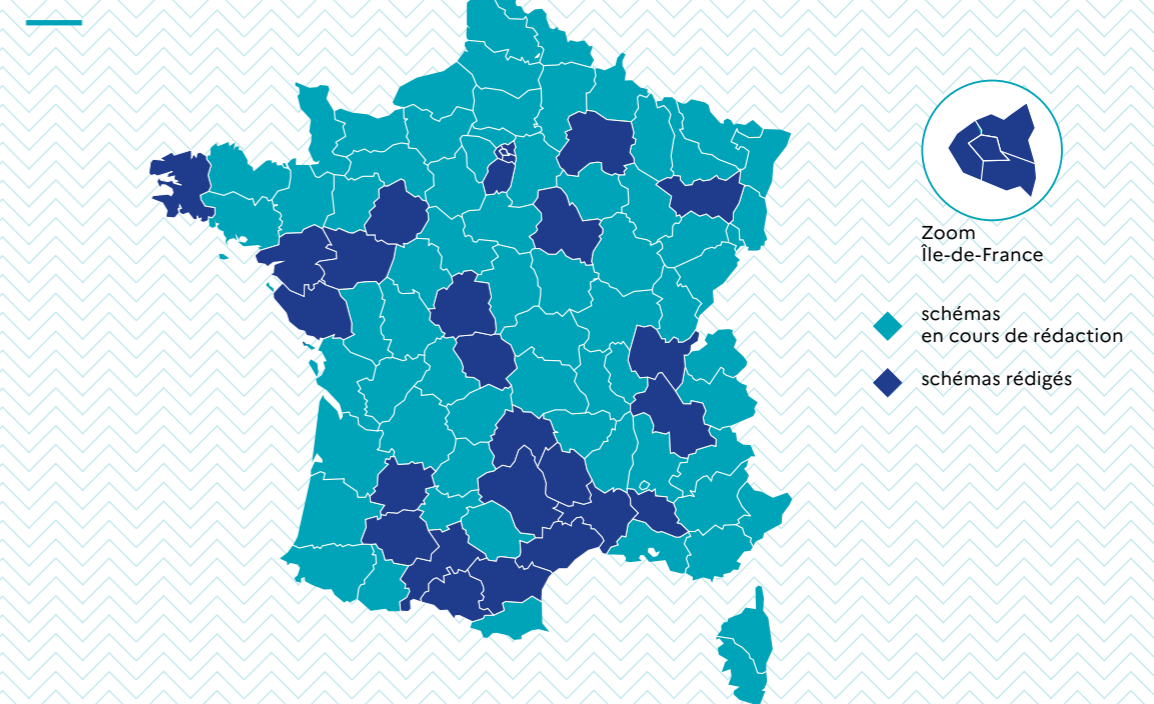 Zoom
Île-de-France
schémas
en cours de rédaction
schémas rédigés